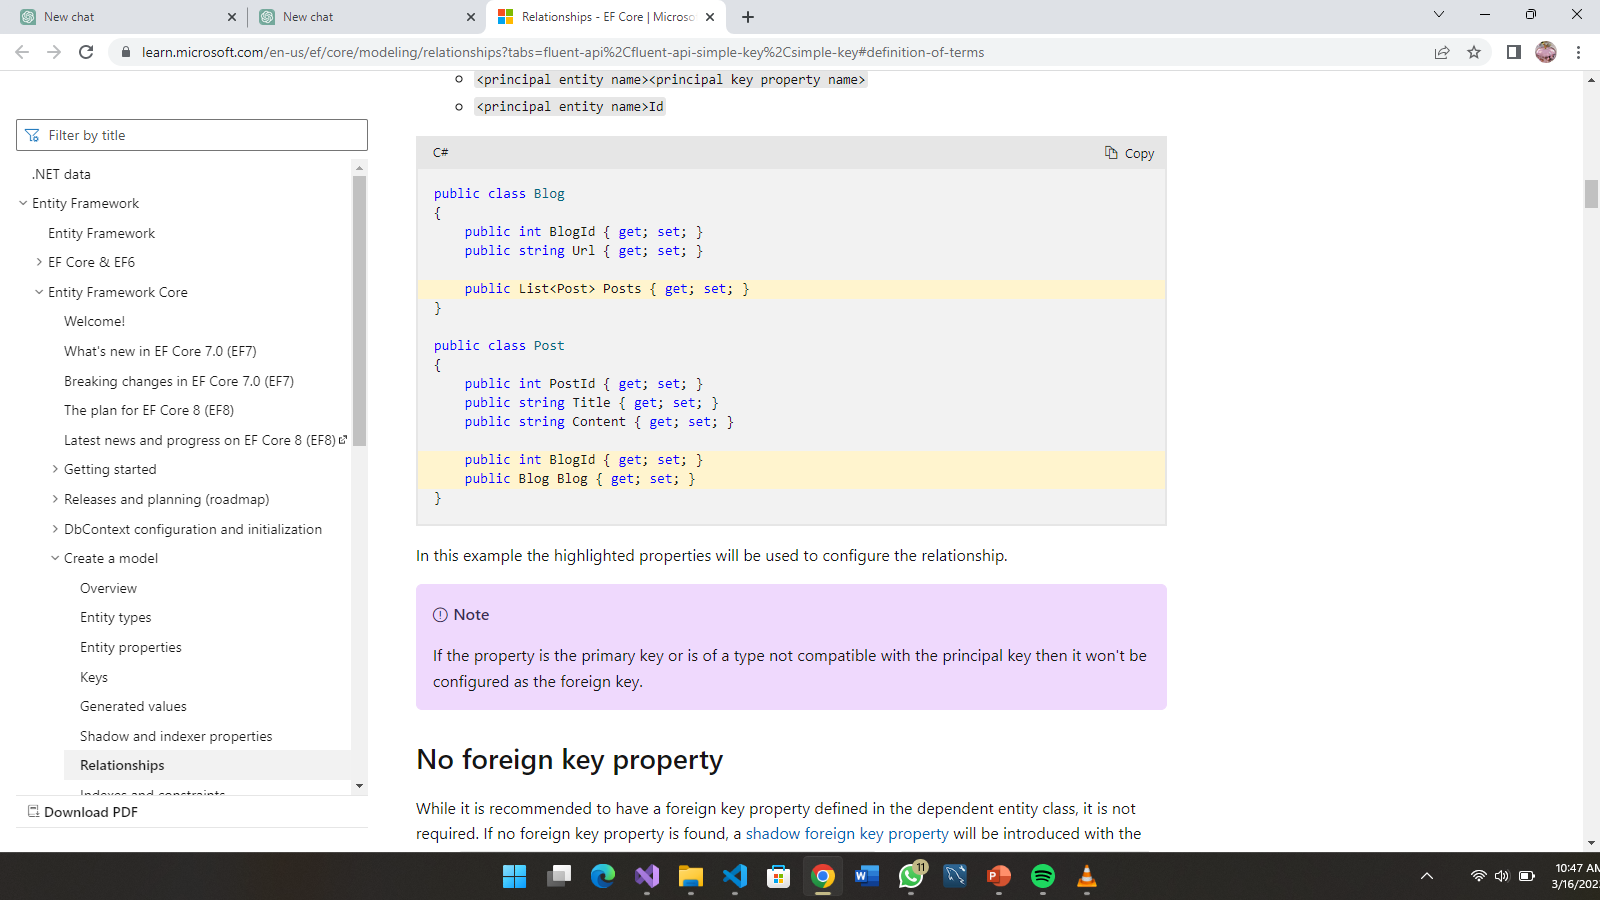 New chat
New chat
Relationships - EF Core | Microso
learn.microsoft.com/en-us/ef/core/modeling/relationships?tabs=fluent-api%2Cfluent-api-simple-key%2Csimple-key#definition-of-terms
Filter by title
.NET data
Entity Framework
Entity Framework
EF Core & EF6
Entity Framework Core
Welcome!
What's new in EF Core 7.0 (EF7)
Breaking changes in EF Core 7.0 (EF7)
The plan for EF Core 8 (EF8)
Latest news and progress on EF Core 8 (EF8)
Getting started
Releases and planning (roadmap)
DbContext configuration and initialization
Create a model
Overview
Entity types
Entity properties
Keys
Generated values
Shadow and indexer properties
Relationships
Indexes and constraints
Download PDF
<principal entity name><principal key property name>
<principal entity name>Id
C#
Copy
public class Blog
{
public int BlogId { get; set; }
public string Url { get; set; }
public List<Post> Posts { get; set; }
}
public class Post
{
public int PostId { get; set; }
public string Title { get; set; }
public string Content { get; set; }
public int BlogId { get; set; }
public Blog Blog { get; set; }
}
In this example the highlighted properties will be used to configure the relationship.
Note
If the property is the primary key or is of a type not compatible with the principal key then it won't be
configured as the foreign key.
No foreign key property
While it is recommended to have a foreign key property defined in the dependent entity class, it is not
required. If no foreign key property is found, a shadow foreign key property will be introduced with the
W
11
P
10:47 AM
3/16/202